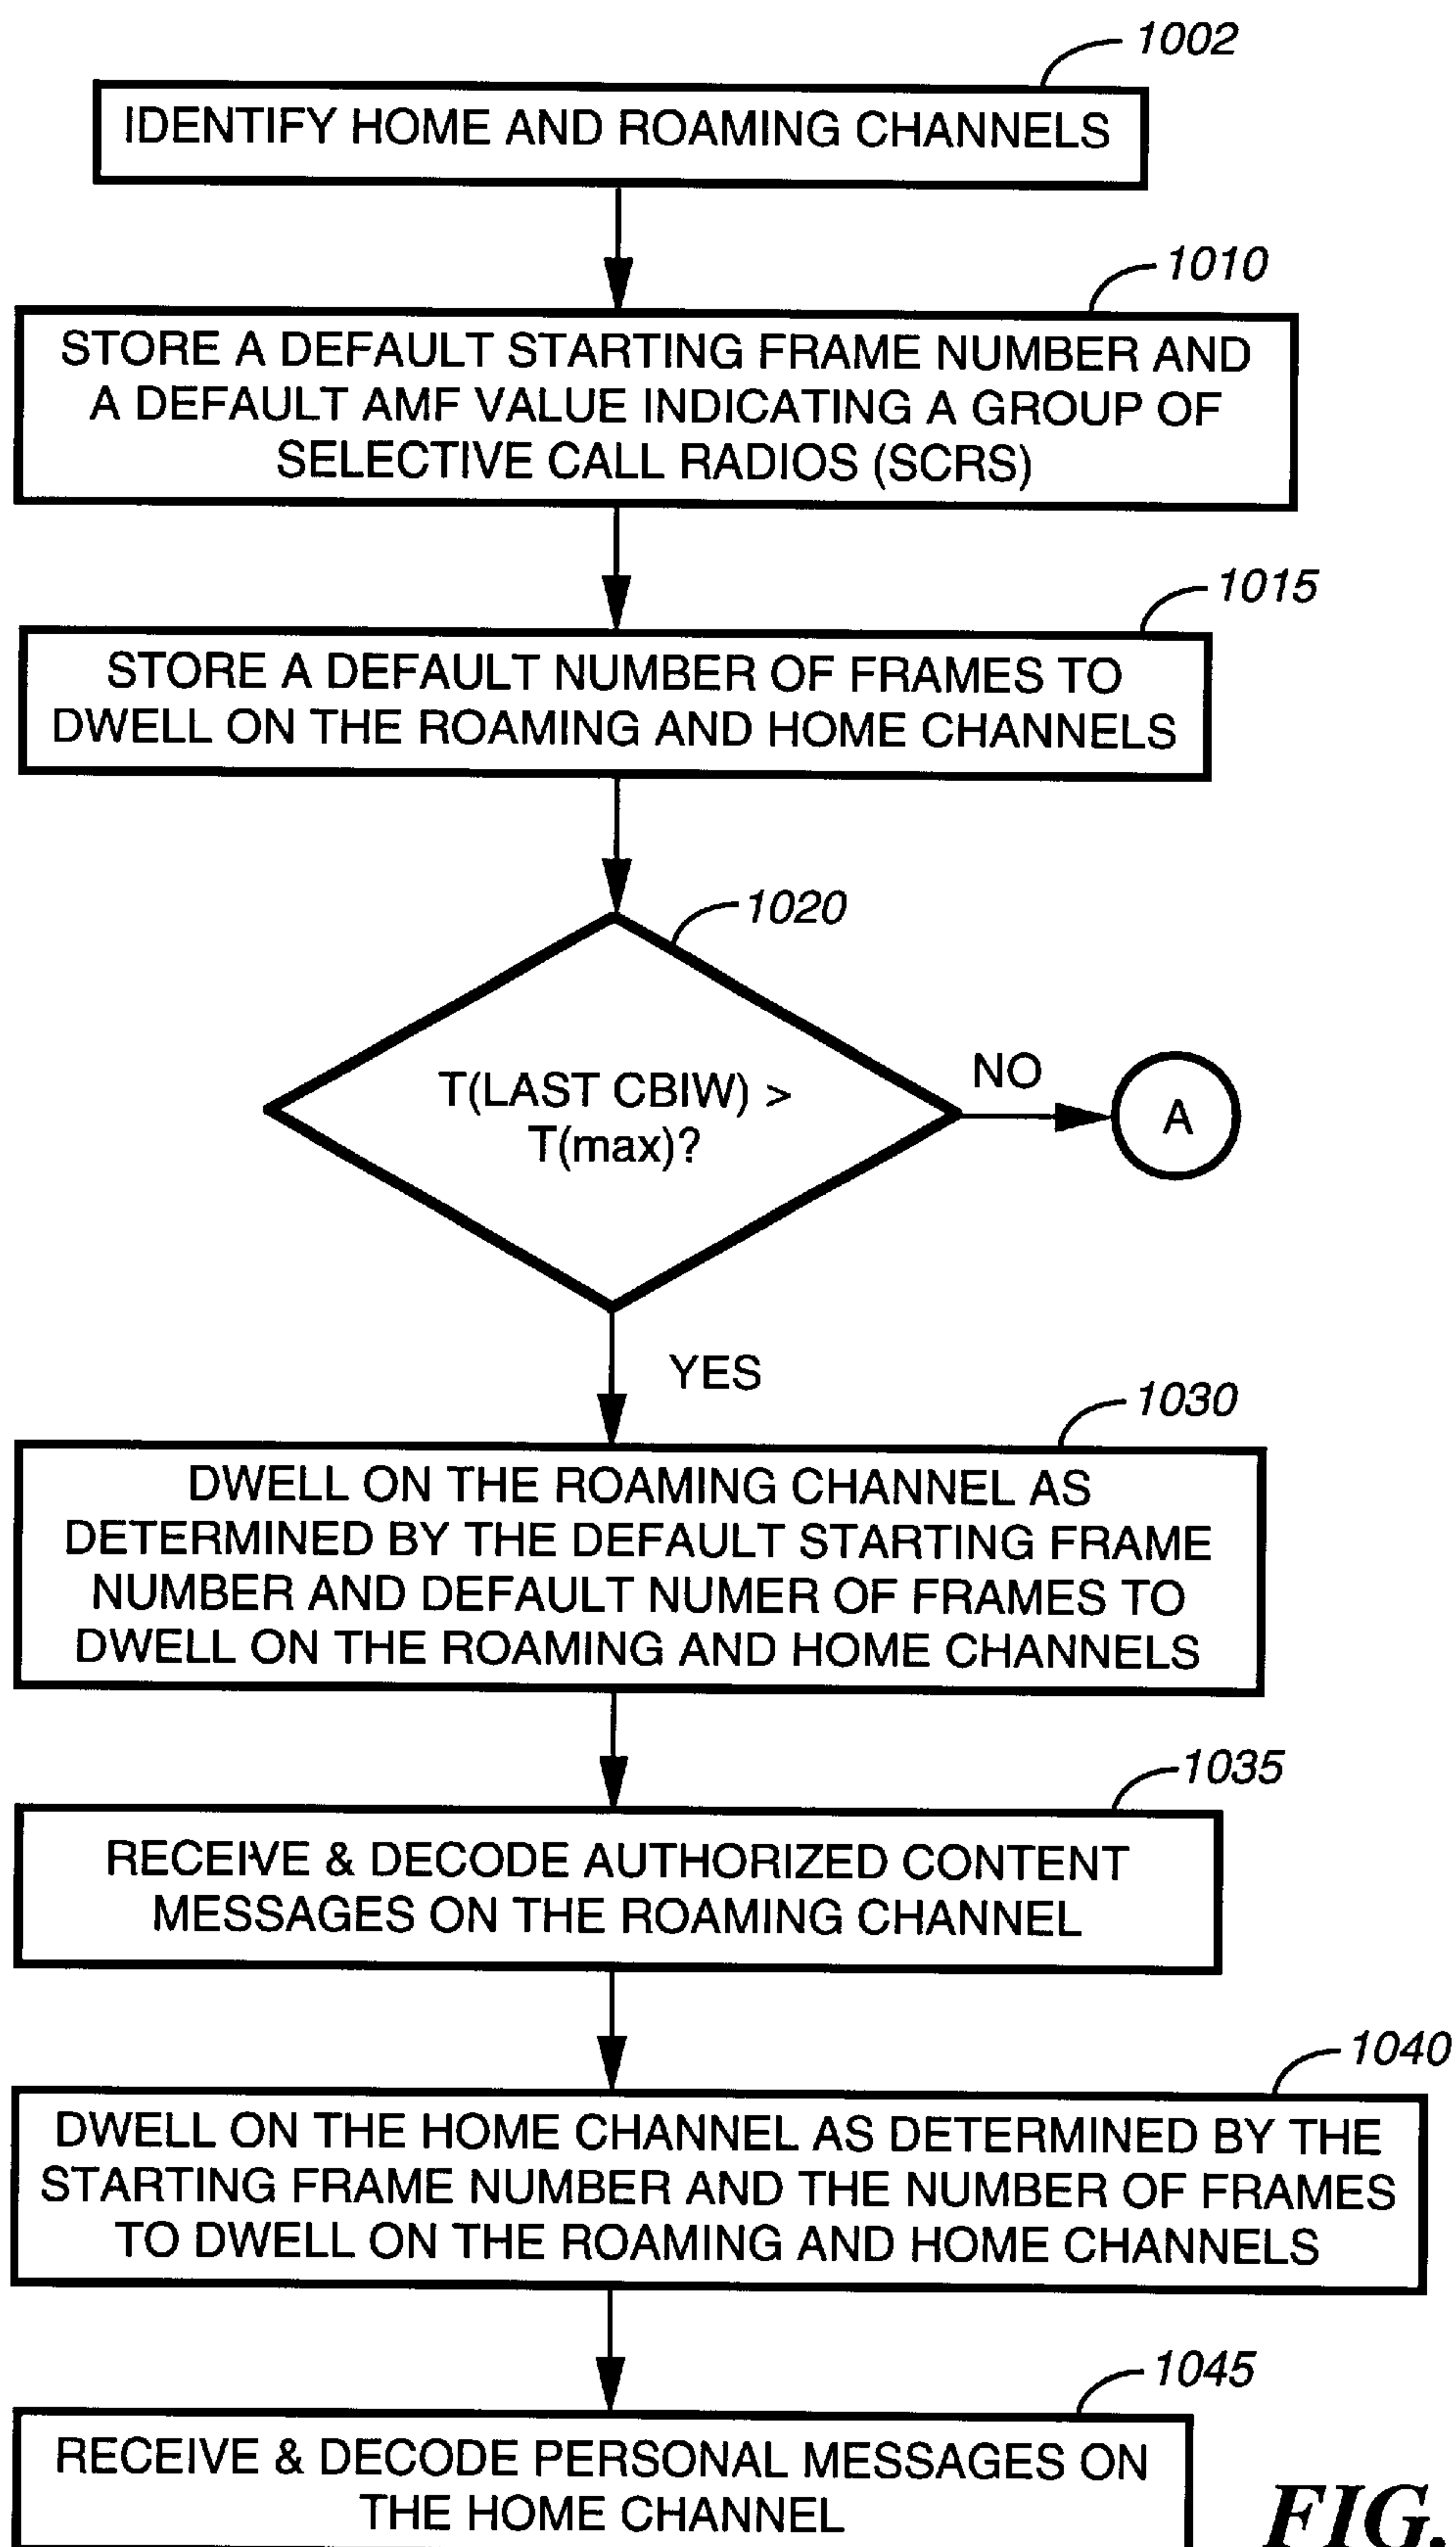 1002
IDENTIFY HOME AND ROAMING CHANNELS
1010
STORE A DEFAULT STARTING FRAME NUMBER AND
A DEFAULT AMF VALUE INDICATING A GROUP OF
SELECTIVE CALL RADIOS (SCRS)
1015
STORE A DEFAULT NUMBER OF FRAMES TO
DWELL ON THE ROAMING AND HOME CHANNELS
1020
T(LAST CBIW) >
T(max)?
NO
A
YES
1030
DWELL ON THE ROAMING CHANNEL AS
DETERMINED BY THE DEFAULT STARTING FRAME
NUMBER AND DEFAULT NUMER OF FRAMES TO
DWELL ON THE ROAMING AND HOME CHANNELS
1035
RECEIVE & DECODE AUTHORIZED CONTENT
MESSAGES ON THE ROAMING CHANNEL
1040
DWELL ON THE HOME CHANNEL AS DETERMINED BY THE
STARTING FRAME NUMBER AND THE NUMBER OF FRAMES
TO DWELL ON THE ROAMING AND HOME CHANNELS
1045
RECEIVE & DECODE PERSONAL MESSAGES ON
THE HOME CHANNEL
FIG.